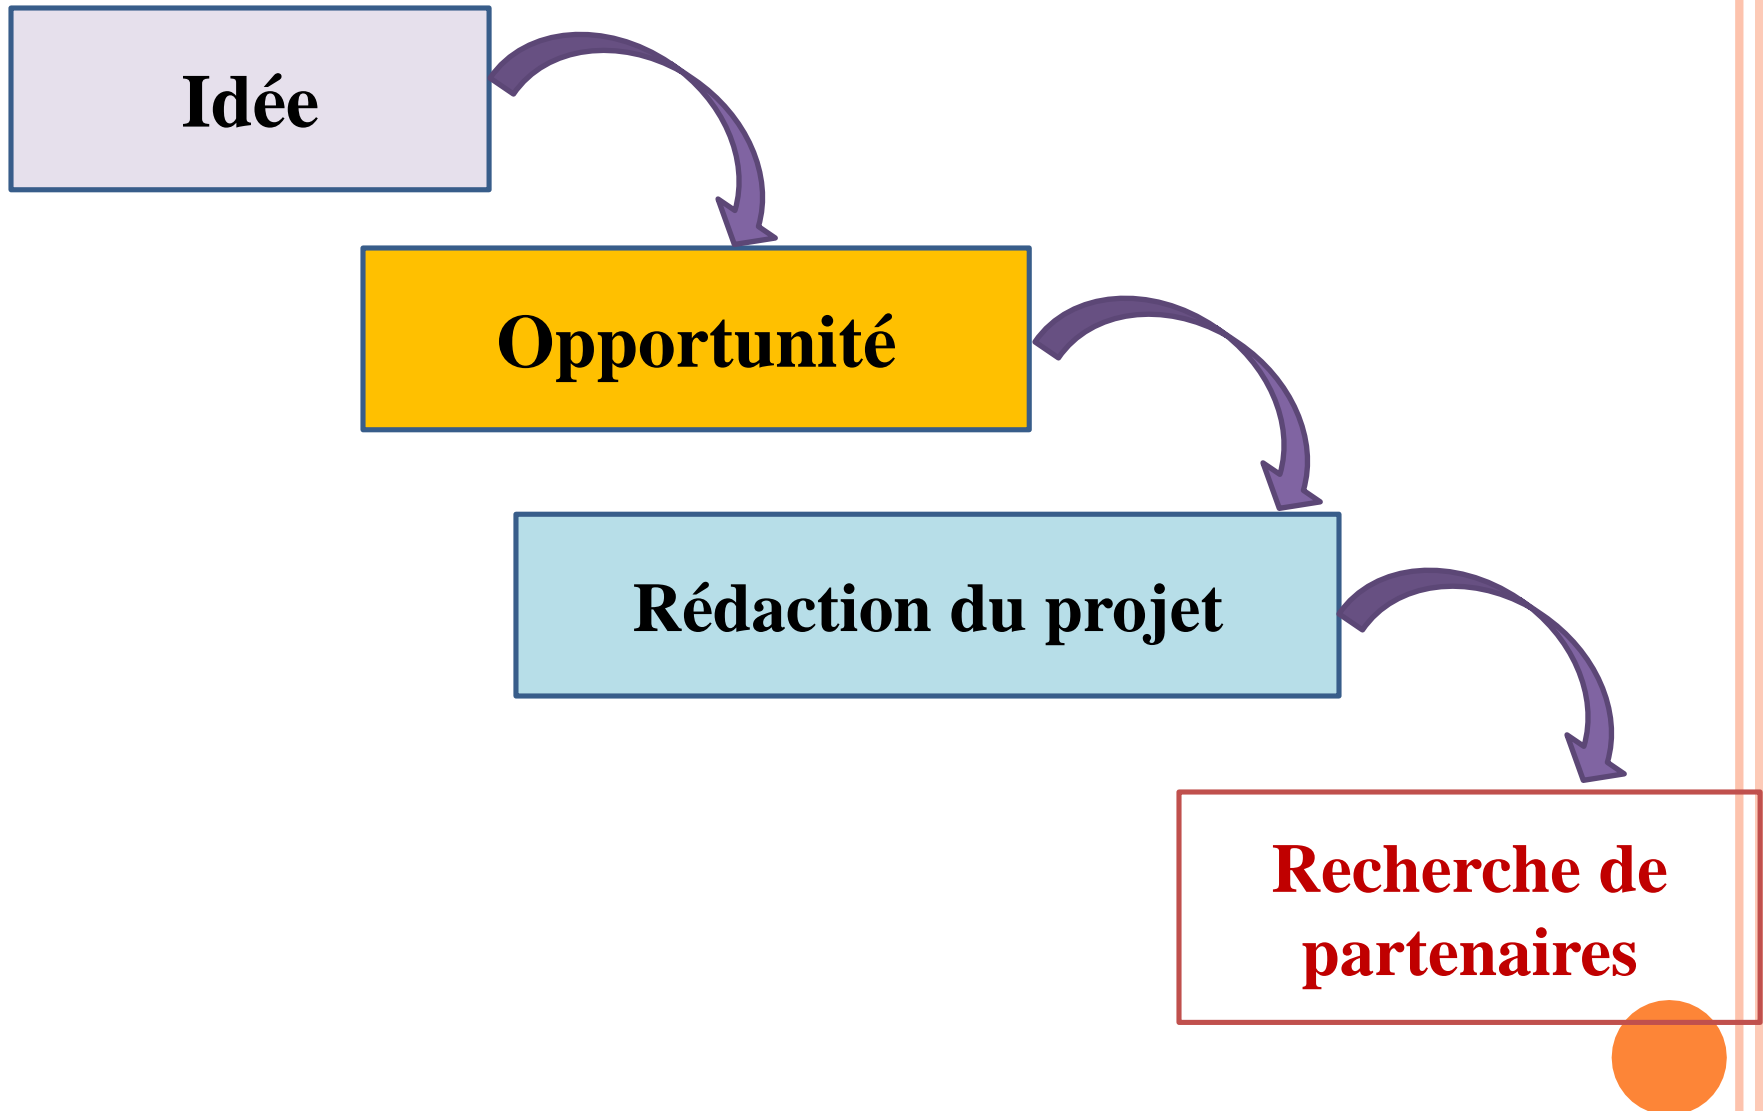 Idée
Opportunité
Rédaction du projet
Recherche de
partenaires